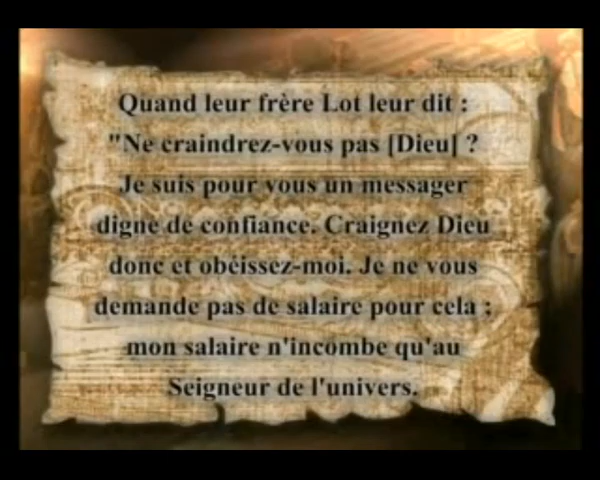 Quand leur frère Lot leur dit :
"Ne craindrez-vous pas [Dieu] ?
Je suis pour vous un messager
digne de confiance. Craignez Dieu
donc et obéissez-moi. Je ne vous
demande pas de salaire pour cela ;
mon salaire n'incombe qu'au
Seigneur de l'univers.